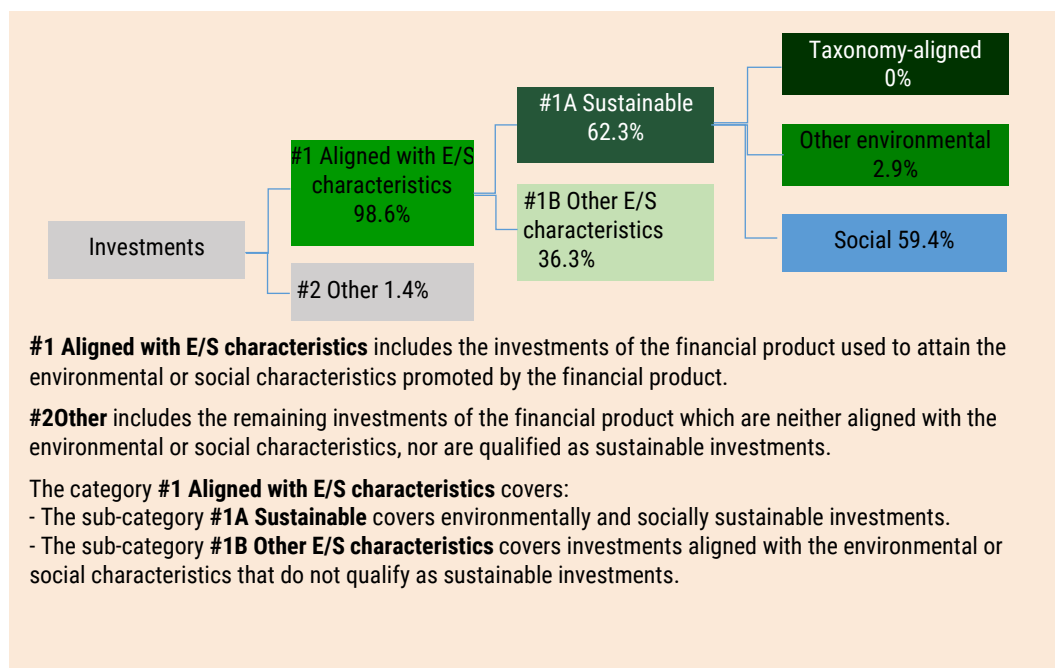 Taxonomy-aligned
0%
#1A Sustainable
62.3%
Other environmental
2.9%
#1 Aligned with E/S
characteristics
98.6%
#1B Other E/S
characteristics
36.3%
Investments
Social 59.4%
#2 Other 1.4%
#1 Aligned with E/S characteristics includes the investments of the financial product used to attain the
environmental or social characteristics promoted by the financial product.
#2Other includes the remaining investments of the financial product which are neither aligned with the
environmental or social characteristics, nor are qualified as sustainable investments.
The category #1 Aligned with E/S characteristics covers:
- The sub-category #1A Sustainable covers environmentally and socially sustainable investments.
- The sub-category #1B Other E/S characteristics covers investments aligned with the environmental or
social characteristics that do not qualify as sustainable investments.